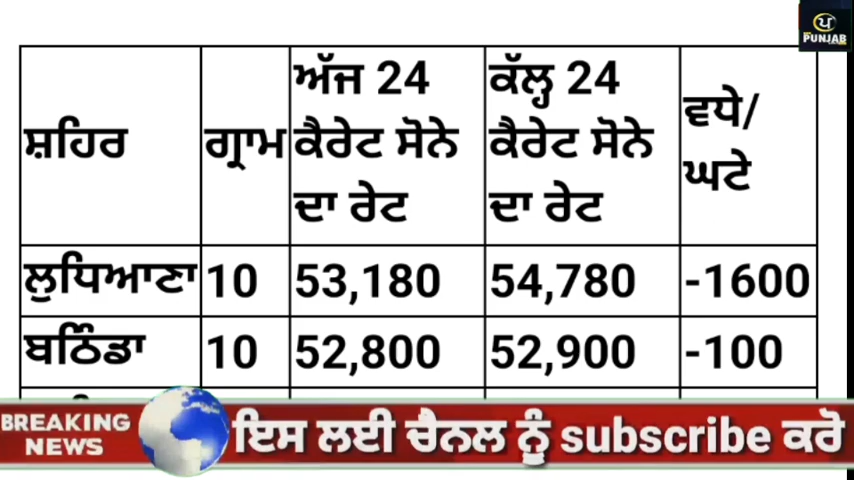 ਪ
PUNJAB
ਸ਼ਹਿਰ ਗ੍ਰਾਮ ਅੱਜ 24 ਕੈਰੇਟ ਸੋਨੇ ਦਾ ਰੇਟ ਕੱਲ੍ਹ 24 ਕੈਰੇਟ ਸੋਨੇ ਦਾ ਰੇਟ ਵਧੇ/ਘਟੇ
ਲੁਧਿਆਣਾ 10 53,180 54,780 -1600
ਬਠਿੰਡਾ 10 52,800 52,900 -100
BREAKING
NEWS
ਇਸ ਲਈ ਚੈਨਲ ਨੂੰ subscribe ਕਰੋ